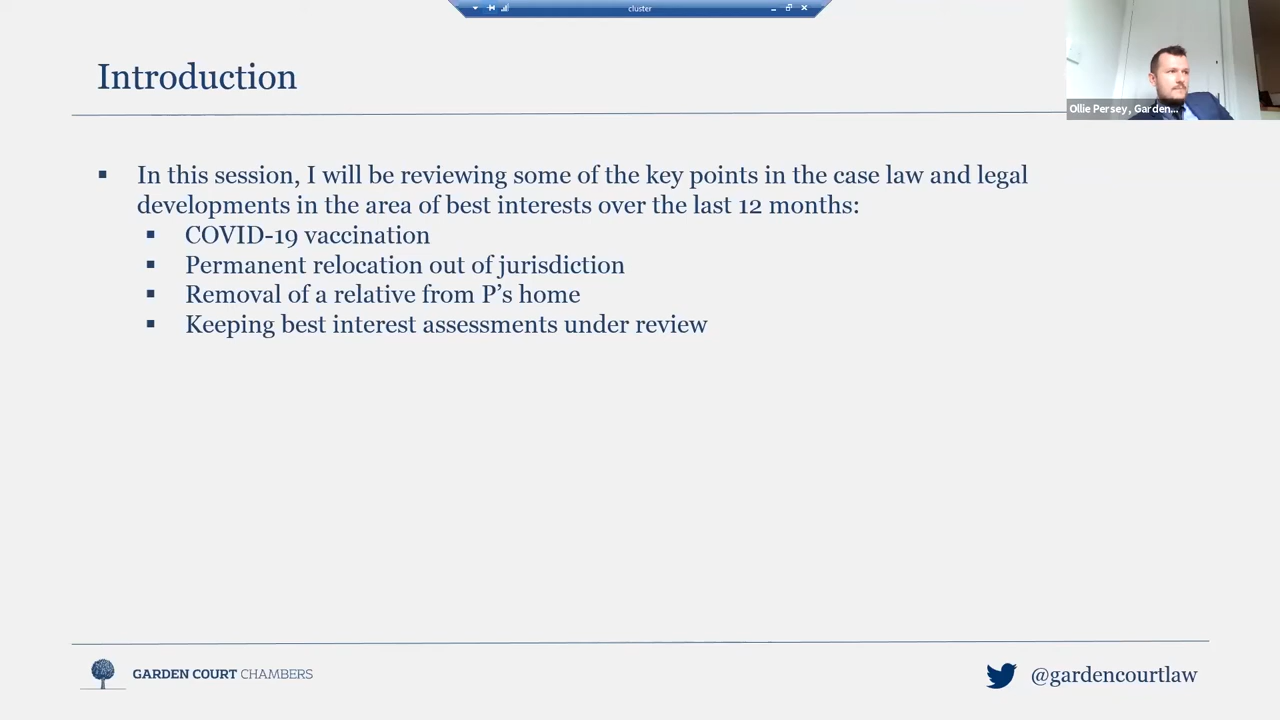 cluster
Introduction
Ollie Persey, Garden...
▪ In this session, I will be reviewing some of the key points in the case law and legal
developments in the area of best interests over the last 12 months:
▪ COVID-19 vaccination
▪ Permanent relocation out of jurisdiction
▪ Removal of a relative from P’s home
▪ Keeping best interest assessments under review
GARDEN COURT CHAMBERS
@gardencourtlaw